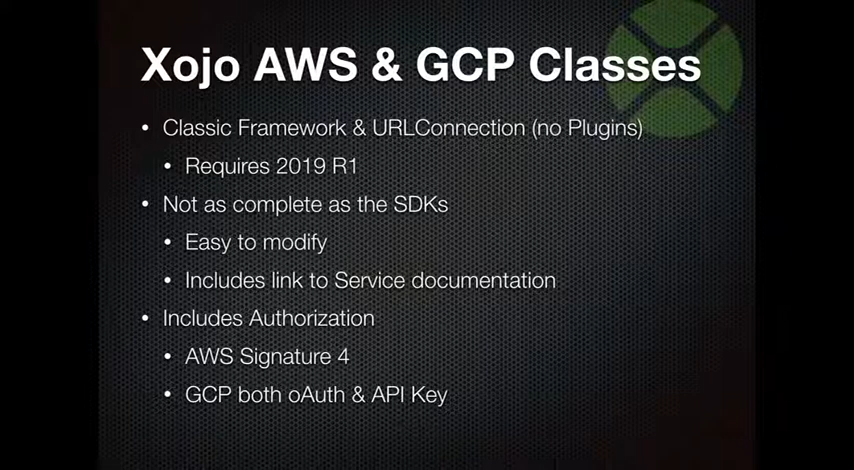 Xojo AWS & GCP Classes
• Classic Framework & URLConnection (no Plugins)
• Requires 2019 R1
• Not as complete as the SDKs
• Easy to modify
• Includes link to Service documentation
• Includes Authorization
• AWS Signature 4
• GCP both oAuth & API Key